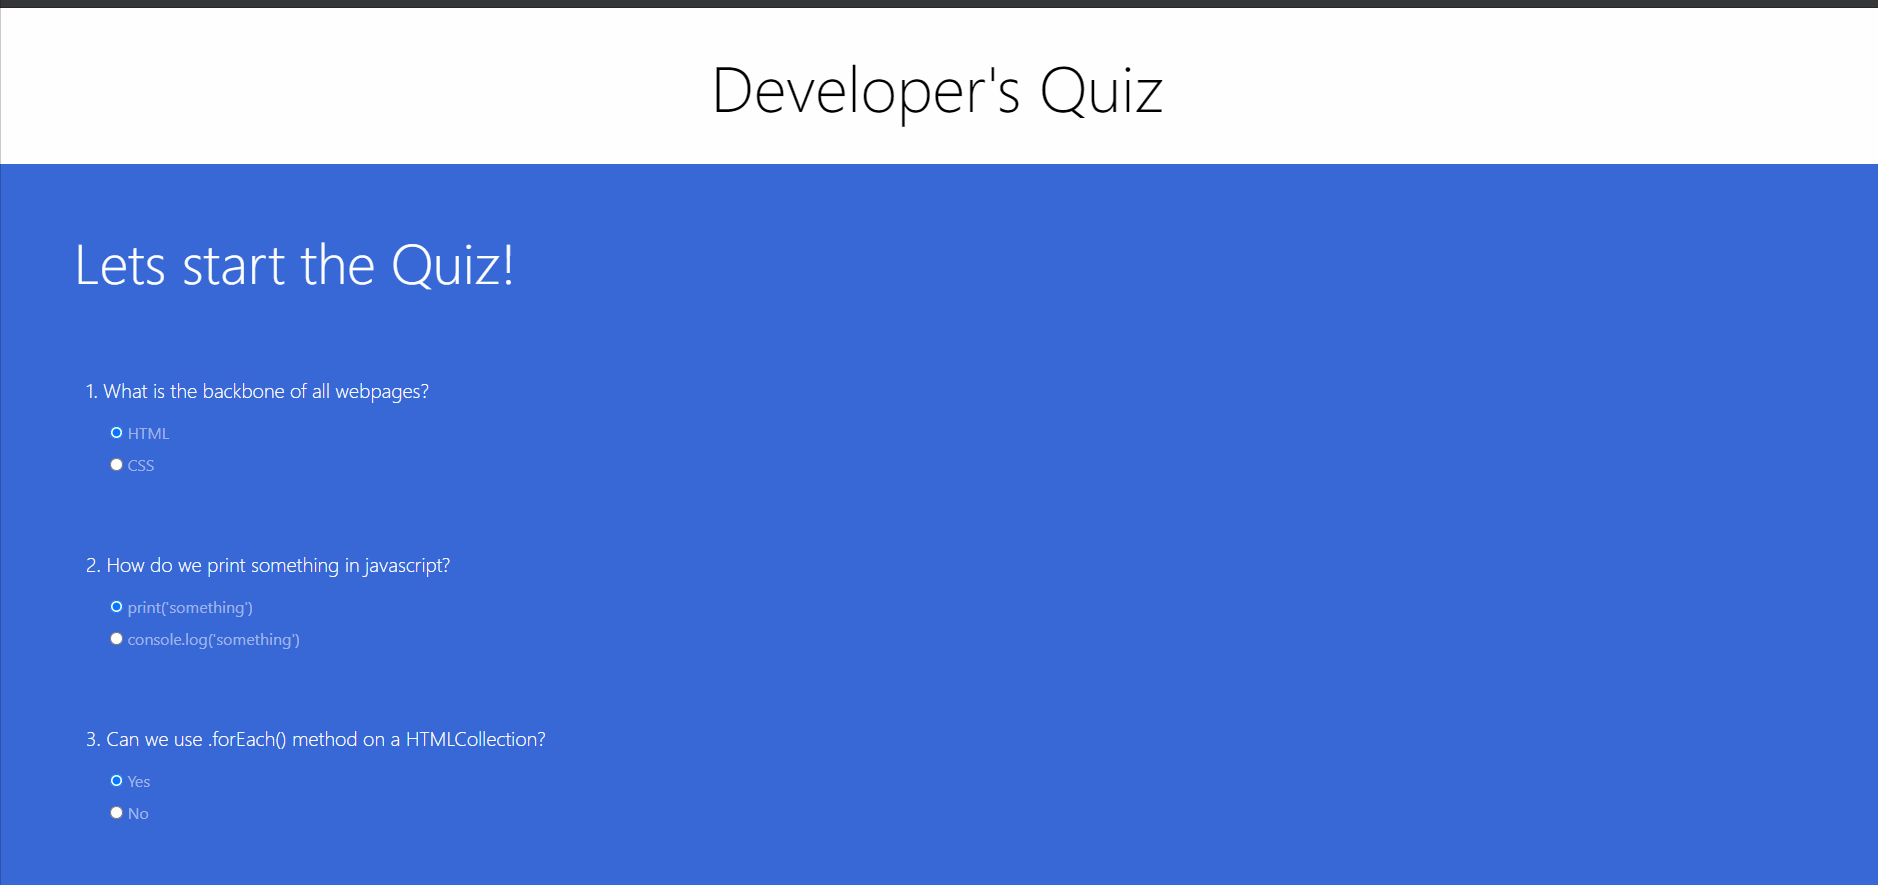 Developer's Quiz
Lets start the Quiz!
1. What is the backbone of all webpages?
HTML
CSS
2. How do we print something in javascript?
print('something')
console.log('something')
3. Can we use .forEach() method on a HTMLCollection?
Yes
No